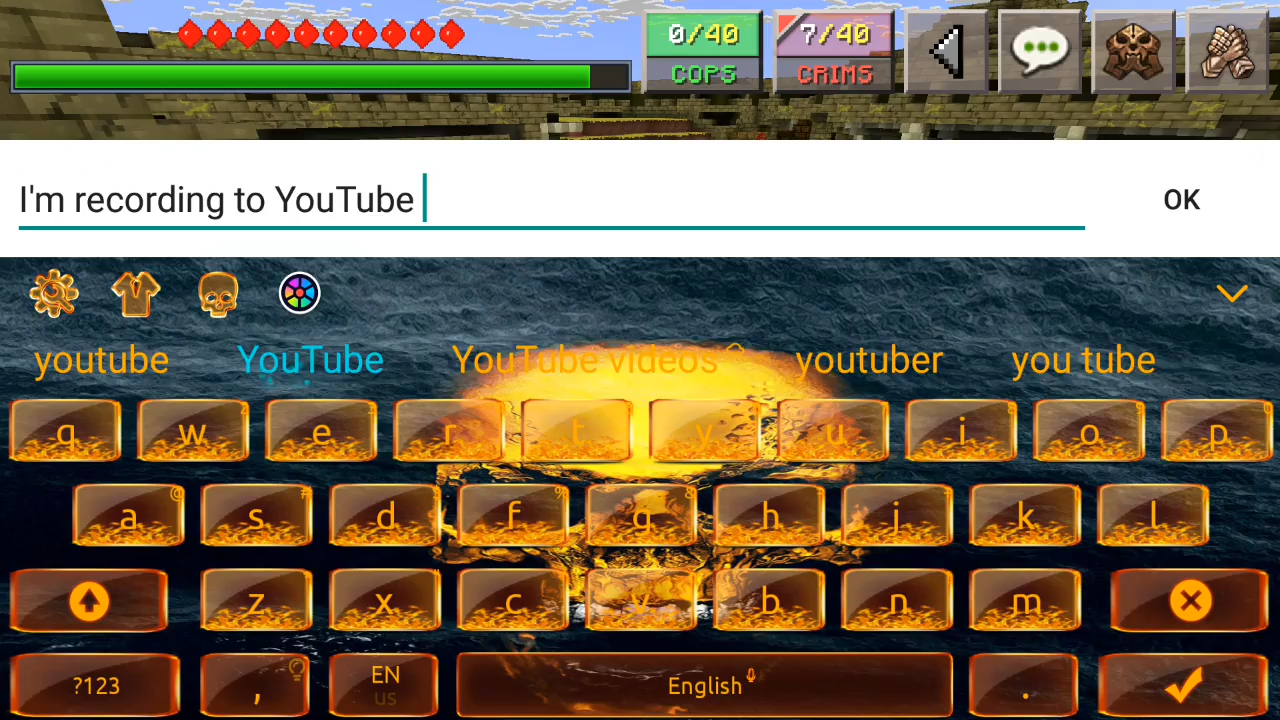 0/40 7/40
COPS CRIMS
I'm recording to YouTube OK
youtube YouTube YouTube videos youtuber you tube
q w e r t y u i o p
a s d f g h j k l
z x c v b n m
?123 , EN US English .